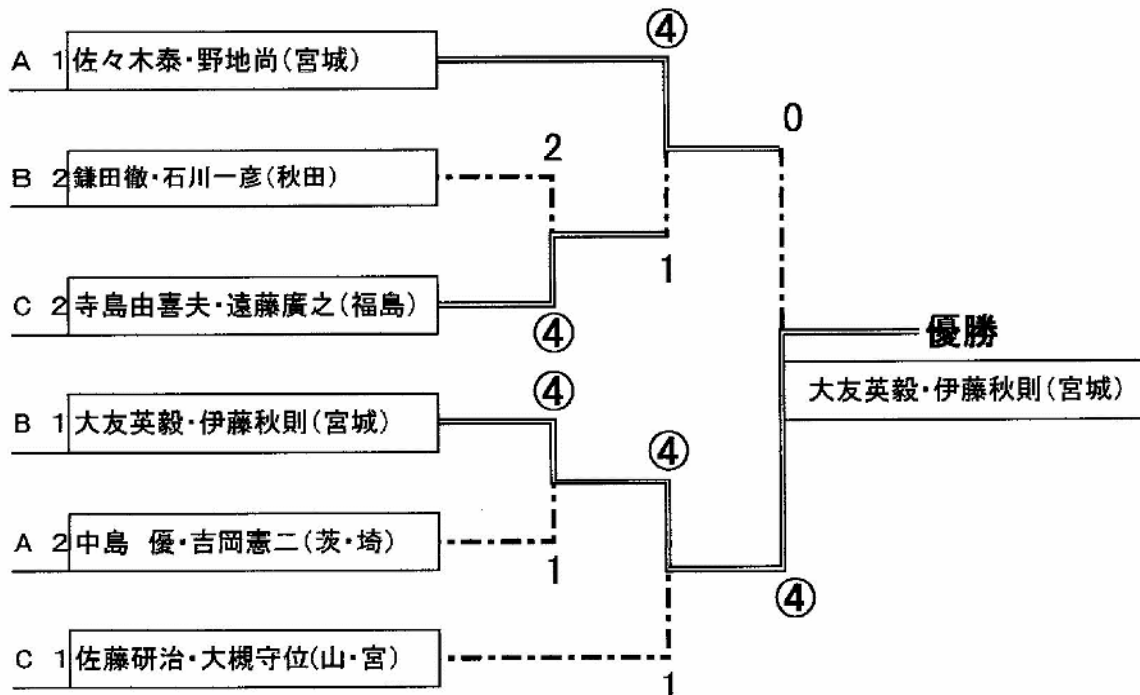 ④
A 1 佐々木泰・野地尚(宮城)
0
2
B 2 鎌田徹・石川一彦(秋田)
1
C 2 寺島由喜夫・遠藤廣之(福島)
④
優勝
大友英毅・伊藤秋則(宮城)
④
B 1 大友英毅・伊藤秋則(宮城)
④
A 2 中島 優・吉岡憲二(茨・埼)
1
④
C 1 佐藤研治・大槻守位(山・宮)
1